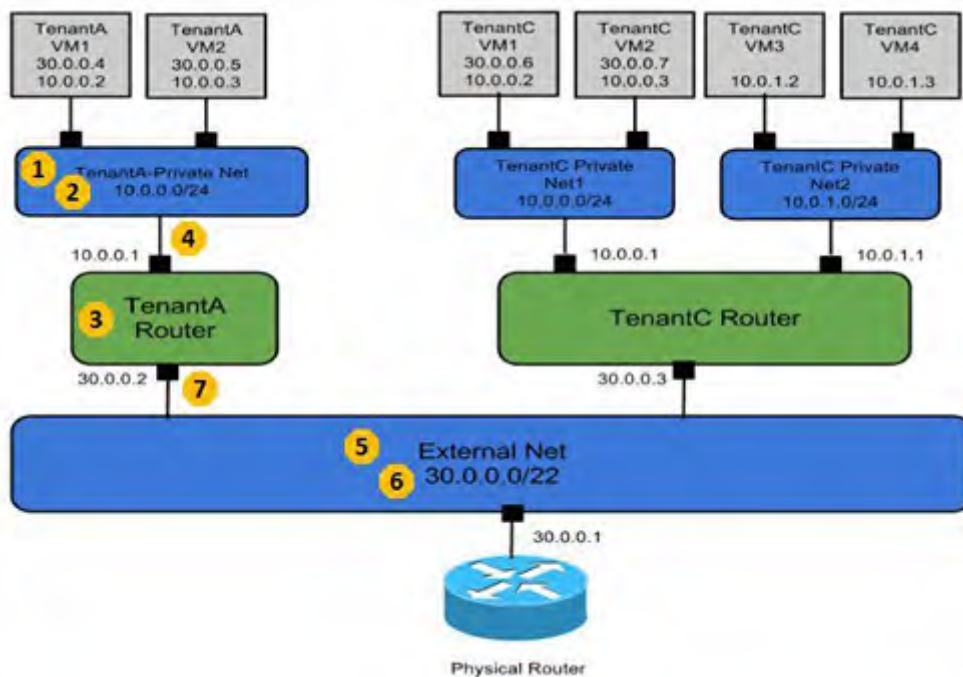 TenantA
VM1
30.0.0.4
10.0.0.2
TenantA
VM2
30.0.0.5
10.0.0.3
TenantC
VM1
30.0.0.6
10.0.0.2
TenantC
VM2
30.0.0.7
10.0.0.3
TenantC
VM3
10.0.1.2
TenantC
VM4
10.0.1.3
1
2
TenantA-Private Net
10.0.0.0/24
TenantC Private
Net1
10.0.0.0/24
TenantC Private
Net2
10.0.1.0/24
4
10.0.0.1
10.0.0.1
10.0.1.1
3
TenantA
Router
TenantC Router
30.0.0.2
7
30.0.0.3
5
6
External Net
30.0.0.0/22
30.0.0.1
Physical Router